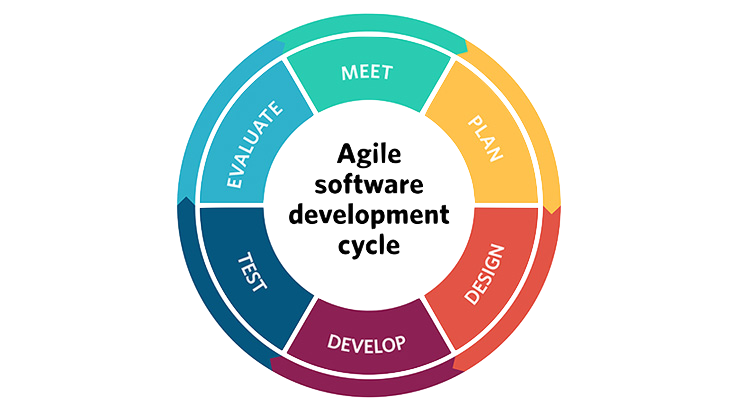 Agile
software
development
cycle
MEET
PLAN
DESIGN
DEVELOP
TEST
EVALUATE